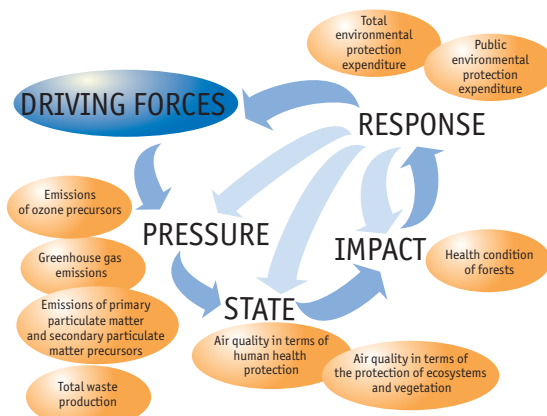 Total
environmental
protection
expenditure
Public
environmental
protection
expenditure
DRIVING FORCES
RESPONSE
Emissions
of ozone precursors
PRESSURE
IMPACT
Greenhouse gas
emissions
Health condition
of forests
Emissions of primary
particulate matter
and secondary particulate
matter precursors
STATE
Air quality in terms of
human health
protection
Air quality in terms of
the protection of ecosystems
and vegetation
Total waste
production